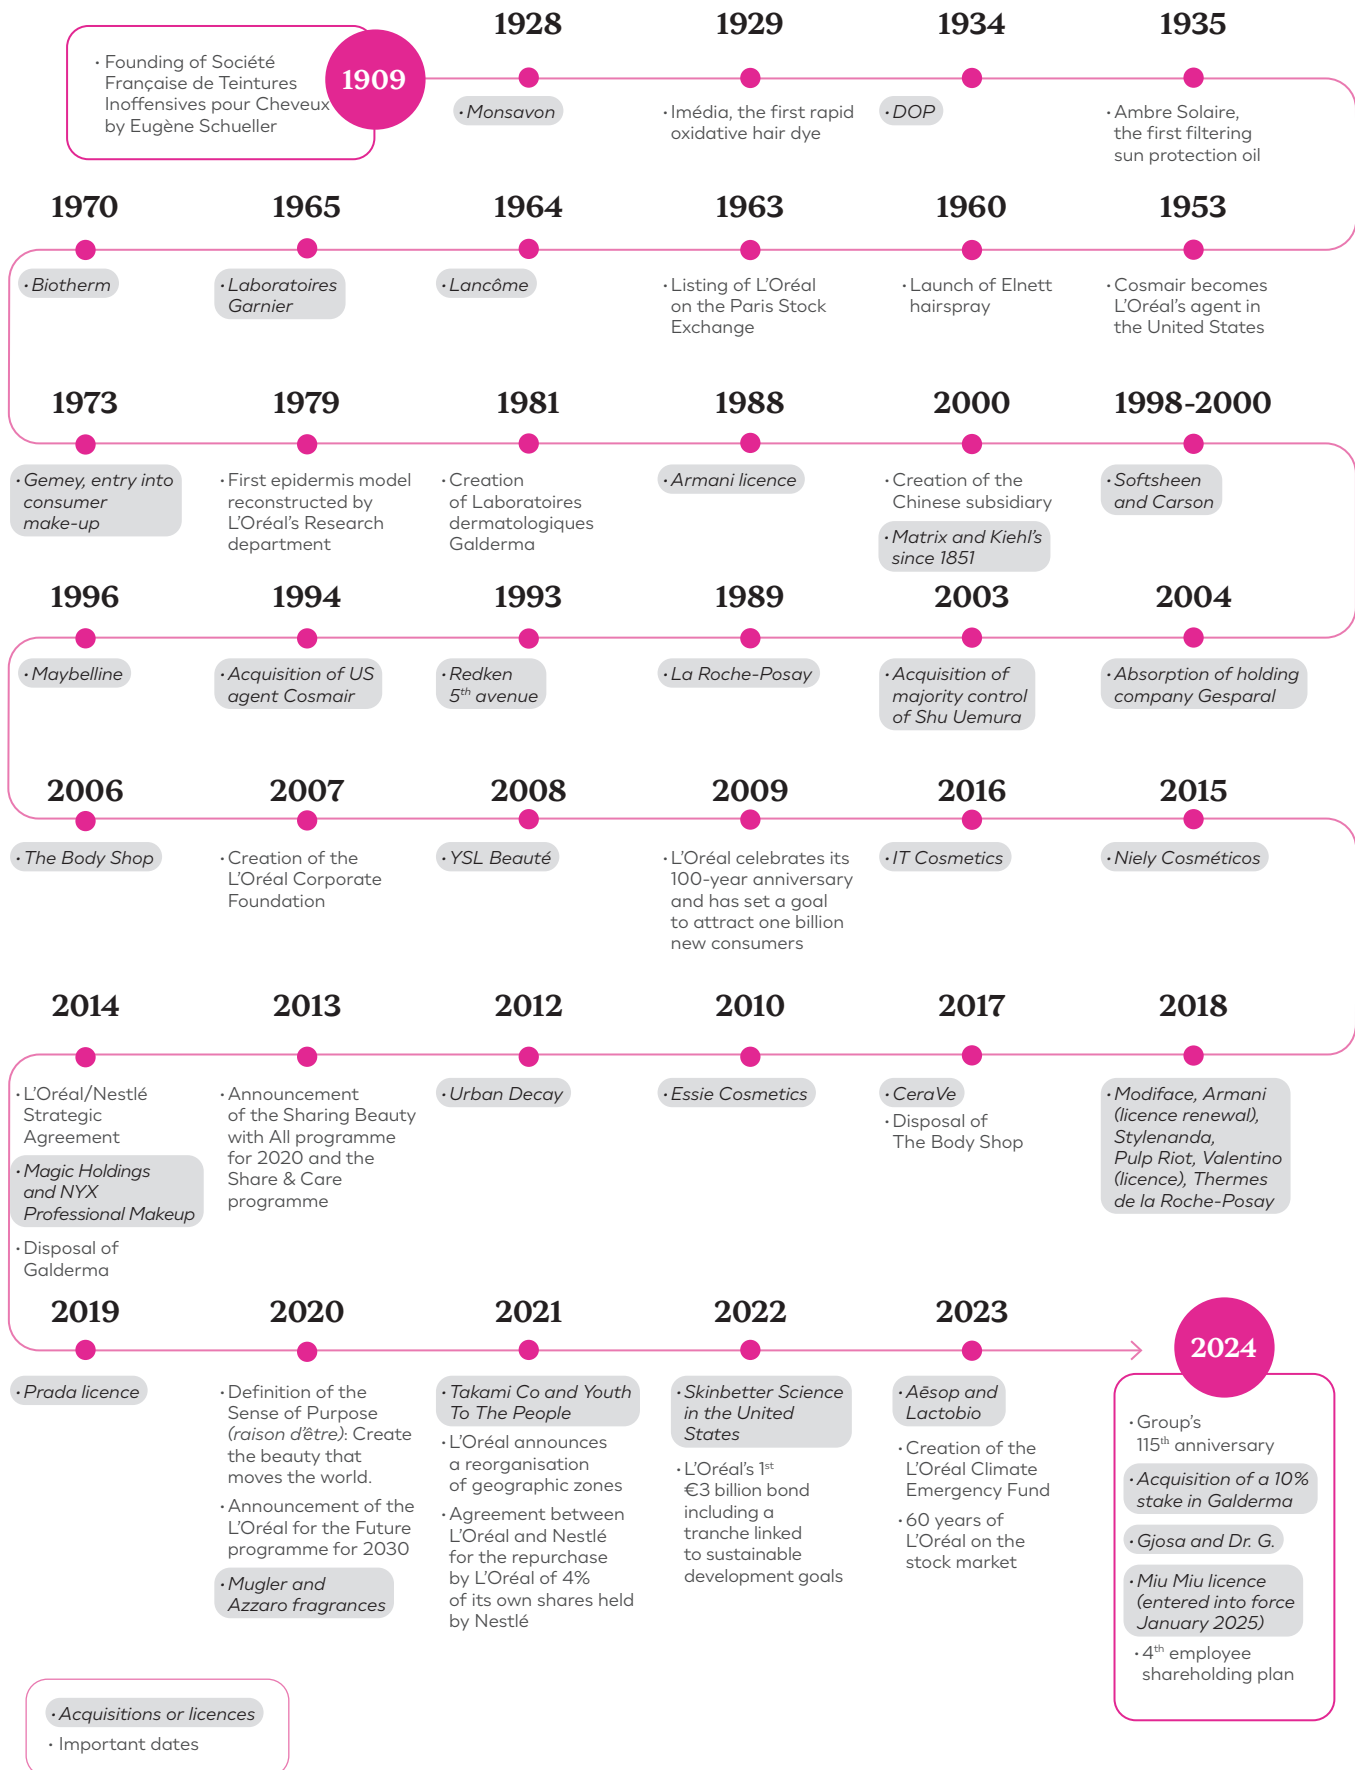 1909
· Founding of Société
Française de Teintures
Inoffensives pour Cheveux
by Eugène Schueller
1928
· Monsavon
1929
· Imédia, the first rapid
oxidative hair dye
1934
· DOP
1935
· Ambre Solaire,
the first filtering
sun protection oil
1970
· Biotherm
1965
· Laboratoires
Garnier
1964
· Lancôme
1963
· Listing of L’Oréal
on the Paris Stock
Exchange
1960
· Launch of Elnett
hairspray
1953
· Cosmair becomes
L’Oréal’s agent in
the United States
1973
· Gemey, entry into
consumer
make-up
1979
· First epidermis model
reconstructed by
L’Oréal’s Research
department
1981
· Creation
of Laboratoires
dermatologiques
Galderma
1988
· Armani licence
2000
· Creation of the
Chinese subsidiary
· Matrix and Kiehl’s
since 1851
1998-2000
· Softsheen
and Carson
1996
· Maybelline
1994
· Acquisition of US
agent Cosmair
1993
· Redken
5th avenue
1989
· La Roche-Posay
2003
· Acquisition of
majority control
of Shu Uemura
2004
· Absorption of holding
company Gesparal
2006
· The Body Shop
2007
· Creation of the
L’Oréal Corporate
Foundation
2008
· YSL Beauté
2009
· L’Oréal celebrates its
100-year anniversary
and has set a goal
to attract one billion
new consumers
2016
· IT Cosmetics
2015
· Niely Cosméticos
2014
· L’Oréal/Nestlé
Strategic
Agreement
· Magic Holdings
and NYX
Professional Makeup
· Disposal of
Galderma
2013
· Announcement
of the Sharing Beauty
with All programme
for 2020 and the
Share & Care
programme
2012
· Urban Decay
2010
· Essie Cosmetics
2017
· CeraVe
· Disposal of
The Body Shop
2018
· Modiface, Armani
(licence renewal),
Stylenanda,
Pulp Riot, Valentino
(licence), Thermes
de la Roche-Posay
2019
· Prada licence
2020
· Definition of the
Sense of Purpose
(raison d’être): Create
the beauty that
moves the world.
· Announcement of the
L’Oréal for the Future
programme for 2030
· Mugler and
Azzaro fragrances
2021
· Takami Co and Youth
To The People
· L’Oréal announces
a reorganisation
of geographic zones
· Agreement between
L’Oréal and Nestlé
for the repurchase
by L’Oréal of 4%
of its own shares held
by Nestlé
2022
· Skinbetter Science
in the United
States
· L’Oréal’s 1st
€3 billion bond
including a
tranche linked
to sustainable
development goals
2023
· Aēsop and
Lactobio
· Creation of the
L’Oréal Climate
Emergency Fund
· 60 years of
L’Oréal on the
stock market
2024
· Group’s
115th anniversary
· Acquisition of a 10%
stake in Galderma
· Gjosa and Dr. G.
· Miu Miu licence
(entered into force
January 2025)
· 4th employee
shareholding plan
· Acquisitions or licences
· Important dates